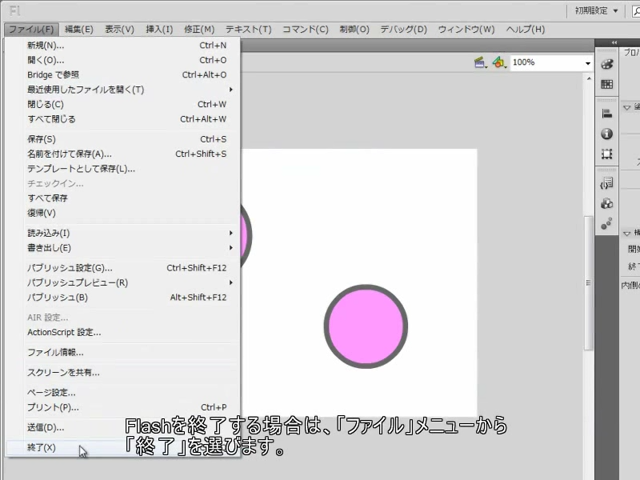 Fl
初期設定
ファイル(F) 編集(E) 表示(V) 挿入(I) 修正(M) テキスト(T) コマンド(C) 制御(O) デバッグ(D) ウィンドウ(W) ヘルプ(H)
新規(N)... Ctrl+N
開く(O)... Ctrl+O
Bridge で参照 Ctrl+Alt+O
最近使用したファイルを開く(T)
閉じる(C) Ctrl+W
すべて閉じる Ctrl+Alt+W
保存(S) Ctrl+S
名前を付けて保存(A)... Ctrl+Shift+S
テンプレートとして保存(L)...
チェックイン...
すべて保存
復帰(V)
読み込み(I)
書き出し(E)
パブリッシュ設定(G)... Ctrl+Shift+F12
パブリッシュプレビュー(R)
パブリッシュ(B) Alt+Shift+F12
AIR 設定...
ActionScript 設定...
ファイル情報...
スクリーンを共有...
ページ設定...
プリント(P)... Ctrl+P
送信(D)...
終了(X)
100%
プロパ
開始
終了
内側の
Flashを終了する場合は、「ファイル」メニューから
「終了」を選びます。